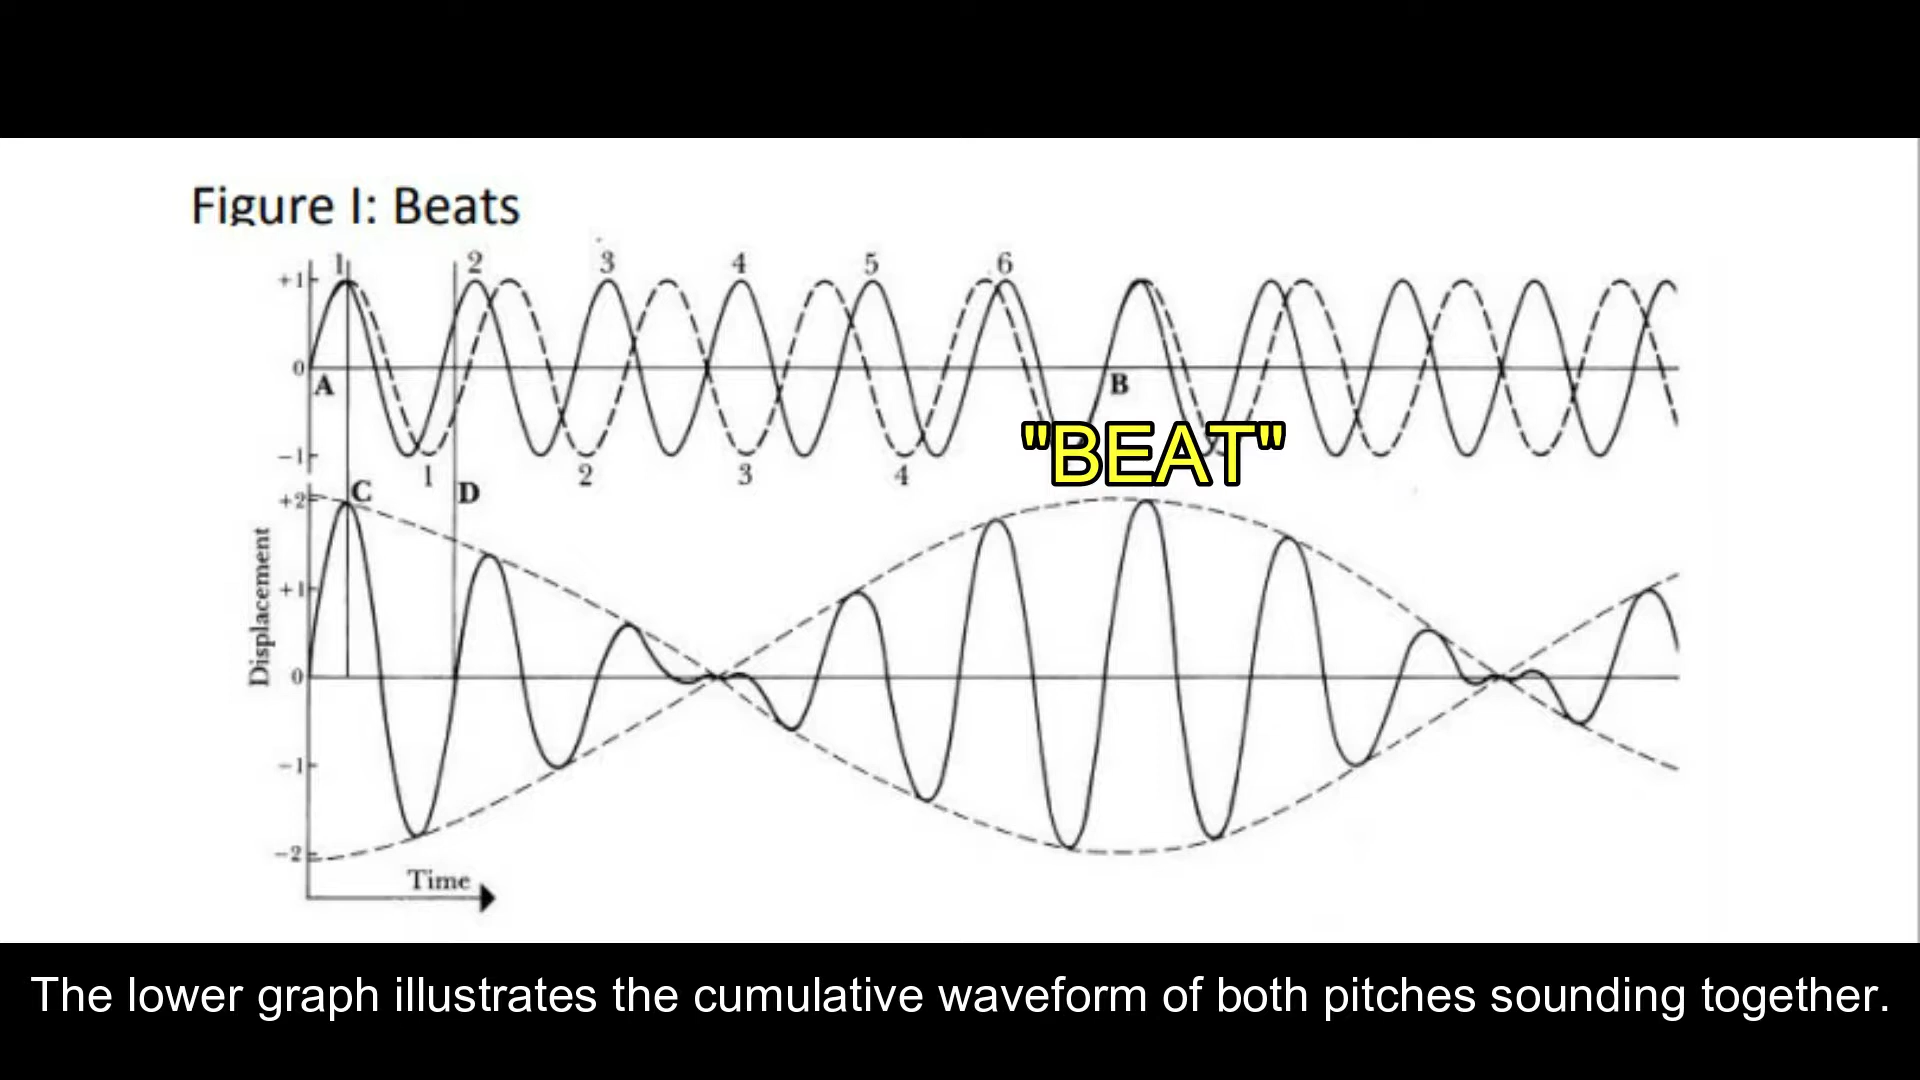 Figure I: Beats
1 2 3 4 5 6
+1
0
A B
−1
1 2 3 4
"BEAT"
C D
+2
+1
0
−1
−2
Displacement
Time
The lower graph illustrates the cumulative waveform of both pitches sounding together.